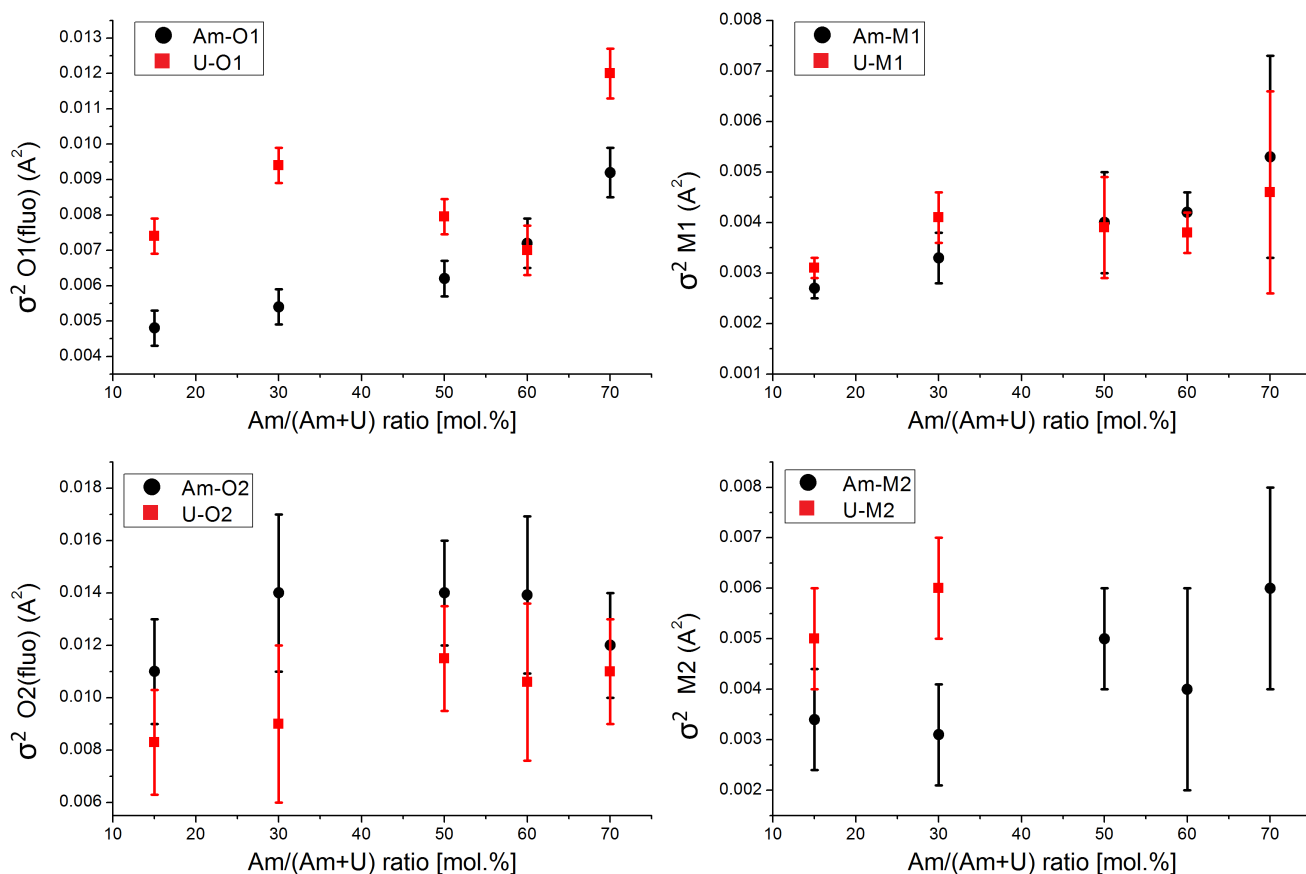 Am-O1
U-O1
0.013
0.012
0.011
0.010
0.009
0.008
0.007
0.006
0.005
0.004
σ² O1(fluo) (A²)
10 20 30 40 50 60 70
Am/(Am+U) ratio [mol.%]
Am-M1
U-M1
0.008
0.007
0.006
0.005
0.004
0.003
0.002
0.001
σ² M1 (A²)
10 20 30 40 50 60 70
Am/(Am+U) ratio [mol.%]
Am-O2
U-O2
0.018
0.016
0.014
0.012
0.010
0.008
0.006
σ² O2(fluo) (A²)
10 20 30 40 50 60 70
Am/(Am+U) ratio [mol.%]
Am-M2
U-M2
0.008
0.007
0.006
0.005
0.004
0.003
0.002
σ² M2 (A²)
10 20 30 40 50 60 70
Am/(Am+U) ratio [mol.%]